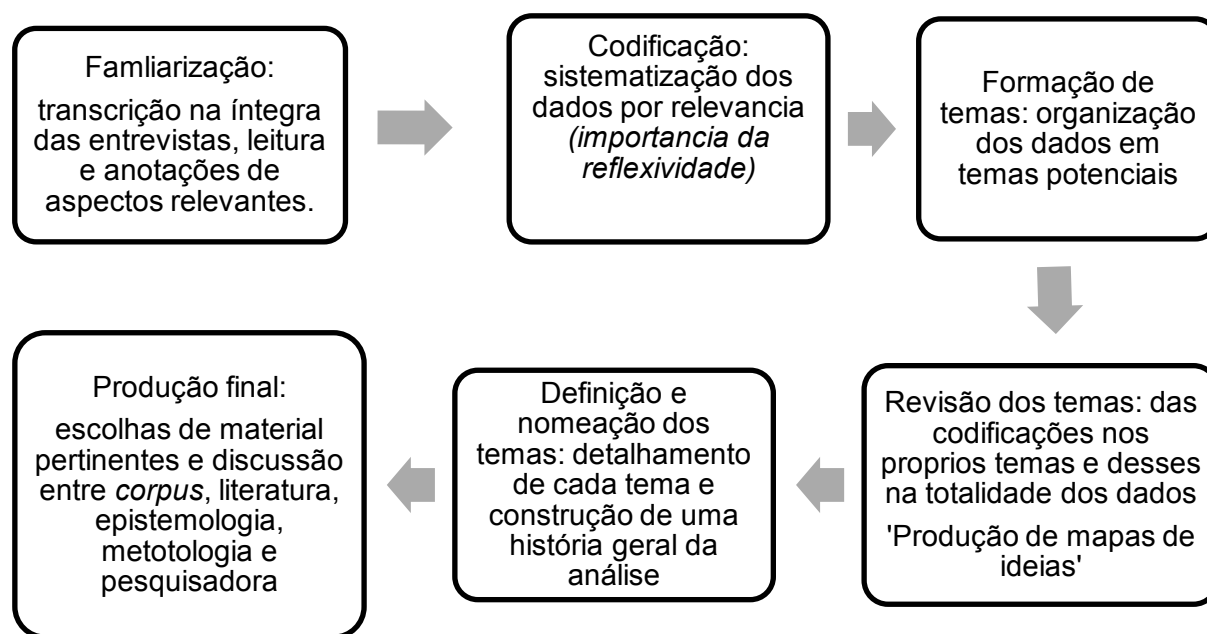 Famliarização:
transcrição na íntegra
das entrevistas, leitura
e anotações de
aspectos relevantes.
Codificação:
sistematização dos
dados por relevancia
(importancia da
reflexividade)
Formação de
temas: organização
dos dados em
temas potenciais
Revisão dos temas: das
codificações nos
proprios temas e desses
na totalidade dos dados
'Produção de mapas de
ideias'
Definição e
nomeação dos
temas: detalhamento
de cada tema e
construção de uma
história geral da
análise
Produção final:
escolhas de material
pertinentes e discussão
entre corpus, literatura,
epistemologia,
metotologia e
pesquisadora